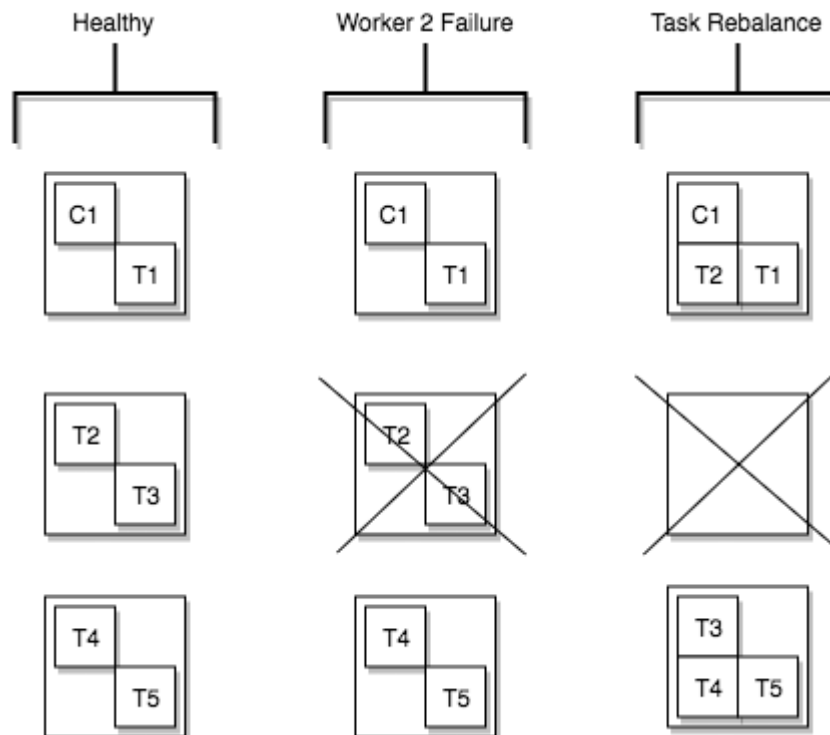 Healthy
Worker 2 Failure
Task Rebalance
C1
C1
C1
T1
T1
T2 T1
T2
T2
T3
T3
T4
T4
T3
T5
T5
T4 T5